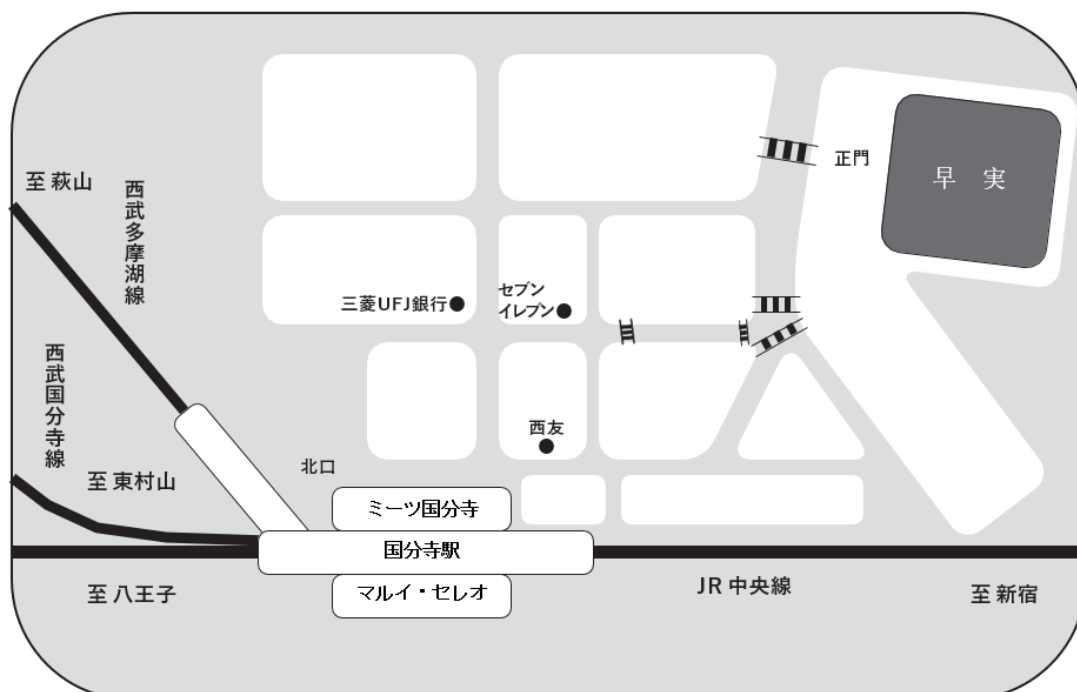 正門
早 実
至 萩山
西武多摩湖線
セブン
イレブン
三菱UFJ銀行
西武国分寺線
西友
北口
至 東村山
ミーツ国分寺
国分寺駅
マルイ・セレオ
至 八王子
JR 中央線
至 新宿